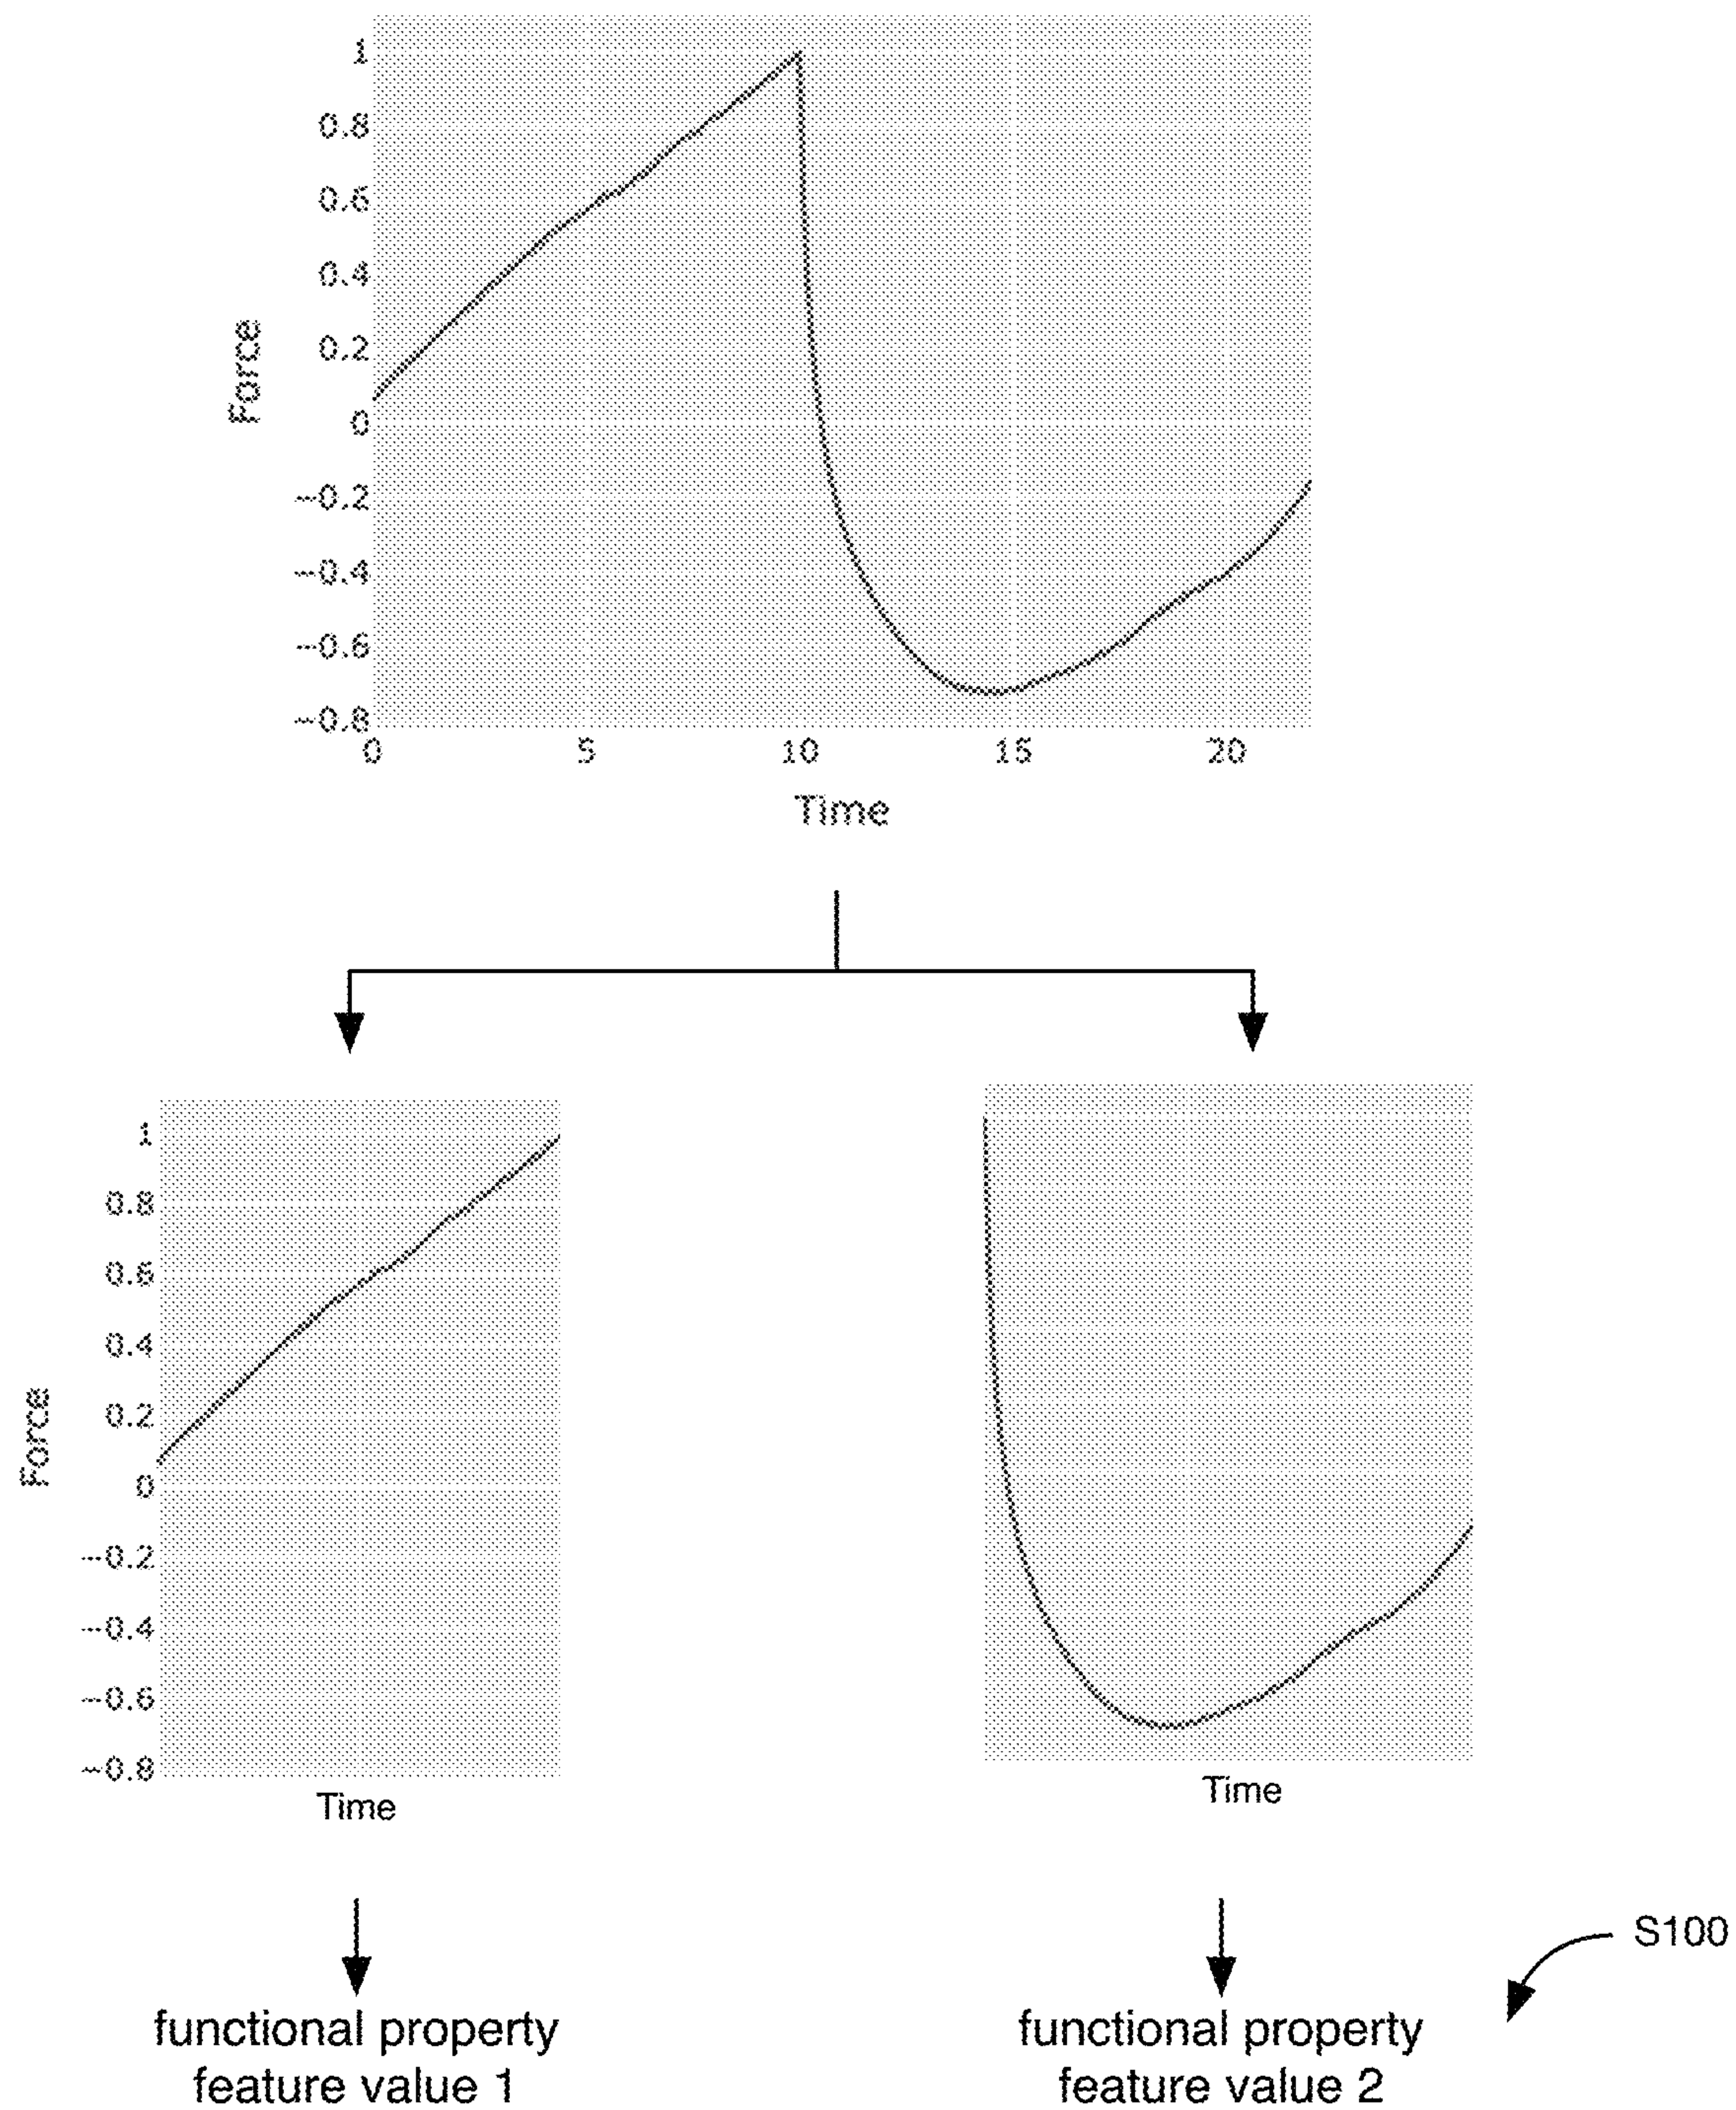 Force
1
0.8
0.6
0.4
0.2
0
−0.2
−0.4
−0.6
−0.8
0 5 10 15 20
Time
Force
1
0.8
0.6
0.4
0.2
0
−0.2
−0.4
−0.6
−0.8
Time
Time
S100
functional property
feature value 1
functional property
feature value 2